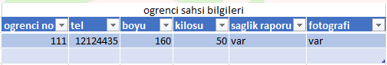 ogrenci sahsi bilgileri
ogrenci no tel boyu kilosu saglik raporu fotografi
111 12124435 160 50 var var